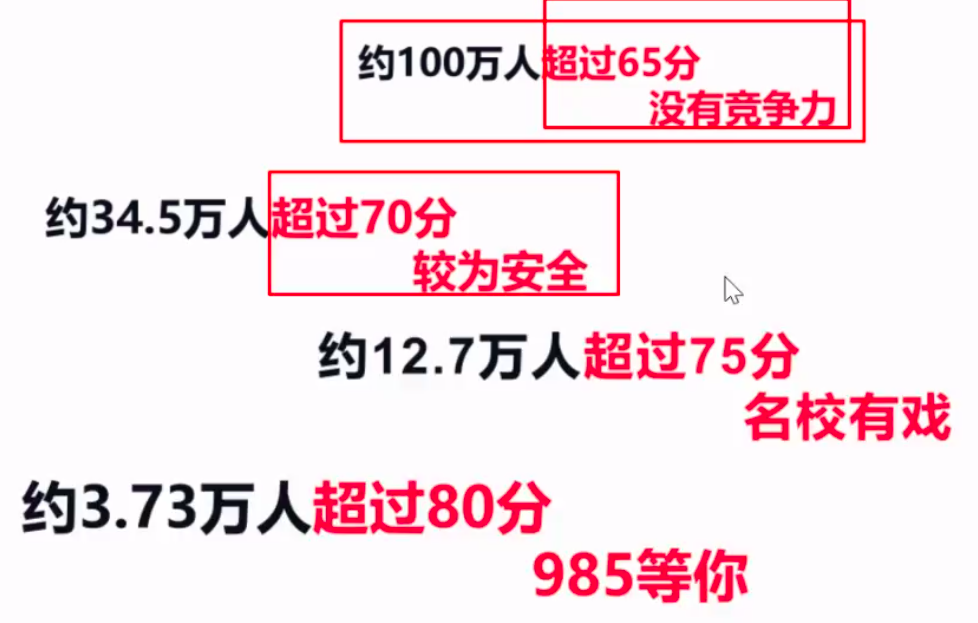 约100万人超过65分
没有竞争力
约34.5万人超过70分
较为安全
约12.7万人超过75分
名校有戏
约3.73万人超过80分
985等你